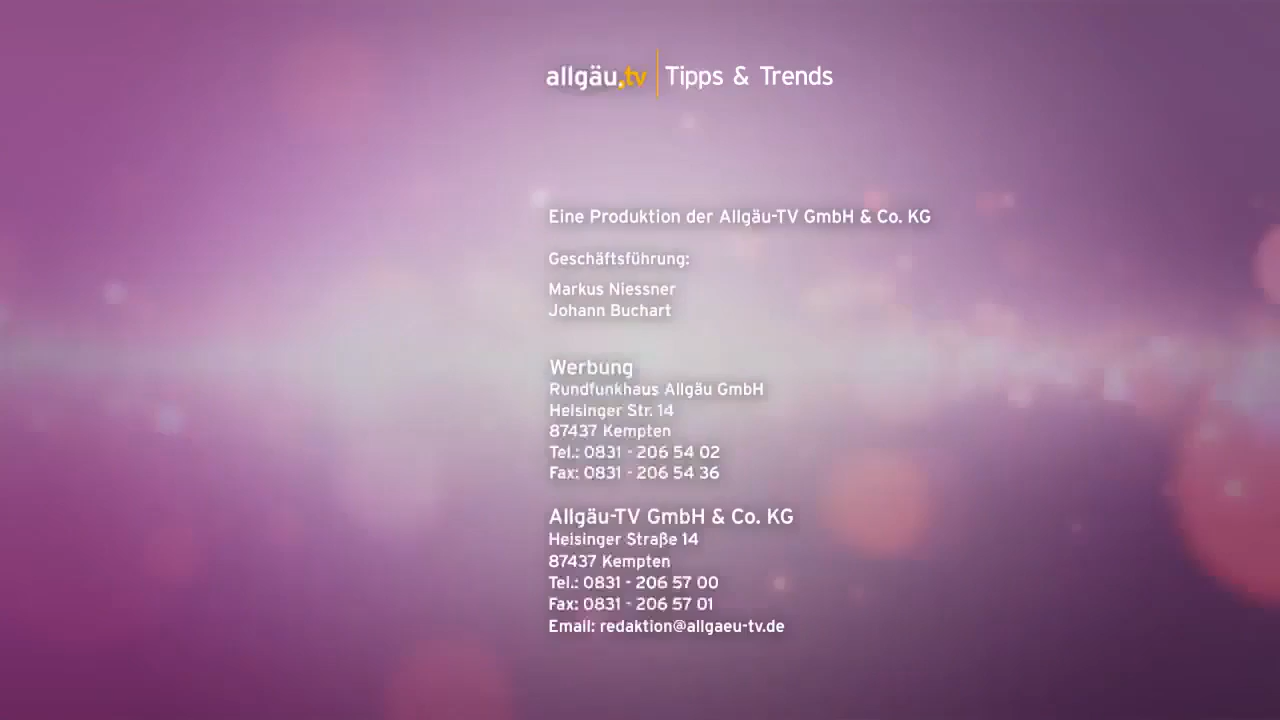 allgäu.tv Tipps & Trends
Eine Produktion der Allgäu-TV GmbH & Co. KG
Geschäftsführung:
Markus Niessner
Johann Buchart
Werbung
Rundfunkhaus Allgäu GmbH
Heisinger Str. 14
87437 Kempten
Tel.: 0831 - 206 54 02
Fax: 0831 - 206 54 36
Allgäu-TV GmbH & Co. KG
Heisinger Straße 14
87437 Kempten
Tel.: 0831 - 206 57 00
Fax: 0831 - 206 57 01
Email: redaktion@allgaeu-tv.de